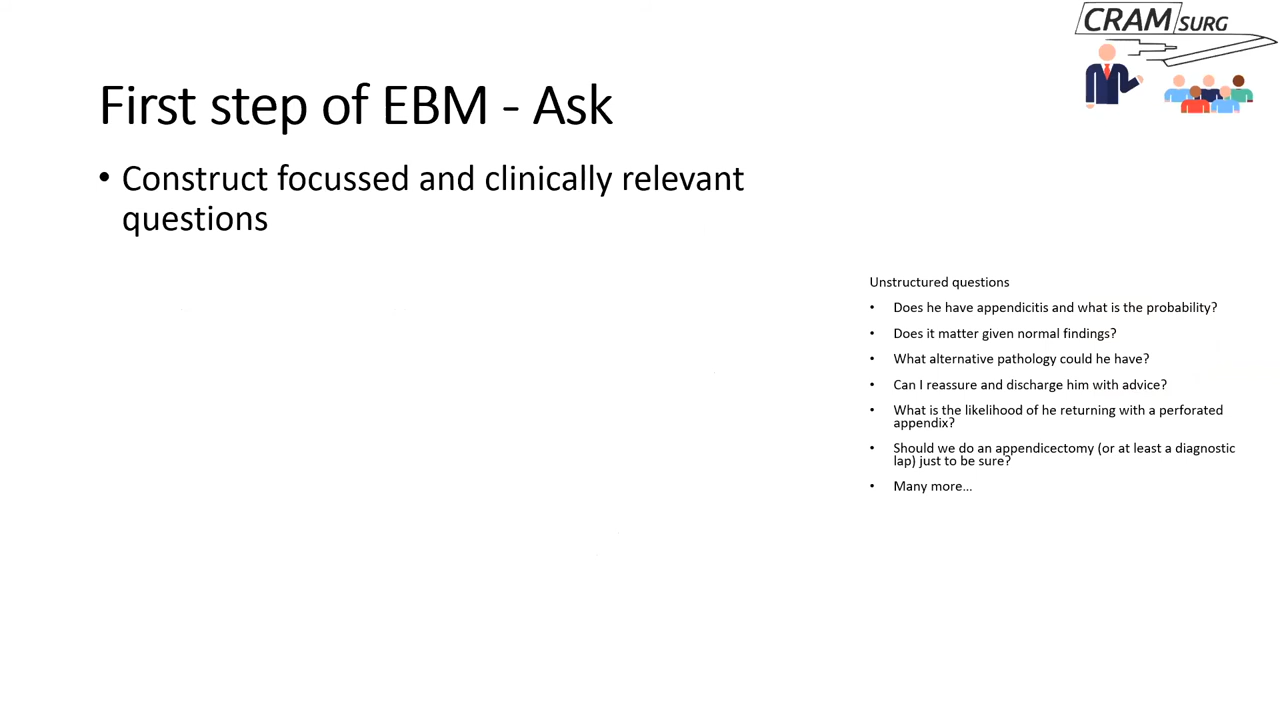 CRAM SURG
First step of EBM - Ask
• Construct focussed and clinically relevant
questions
Unstructured questions
• Does he have appendicitis and what is the probability?
• Does it matter given normal findings?
• What alternative pathology could he have?
• Can I reassure and discharge him with advice?
• What is the likelihood of he returning with a perforated
appendix?
• Should we do an appendicectomy (or at least a diagnostic
lap) just to be sure?
• Many more...